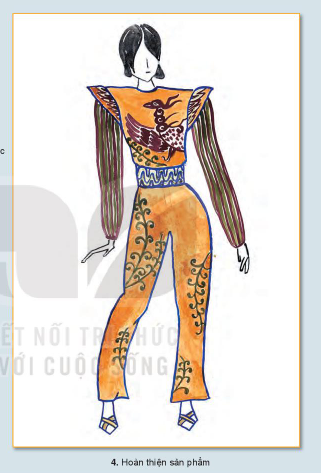 c
ẾT NỐI TRI THỨC
VỚI CUỘC SỐNG
4. Hoàn thiện sản phẩm